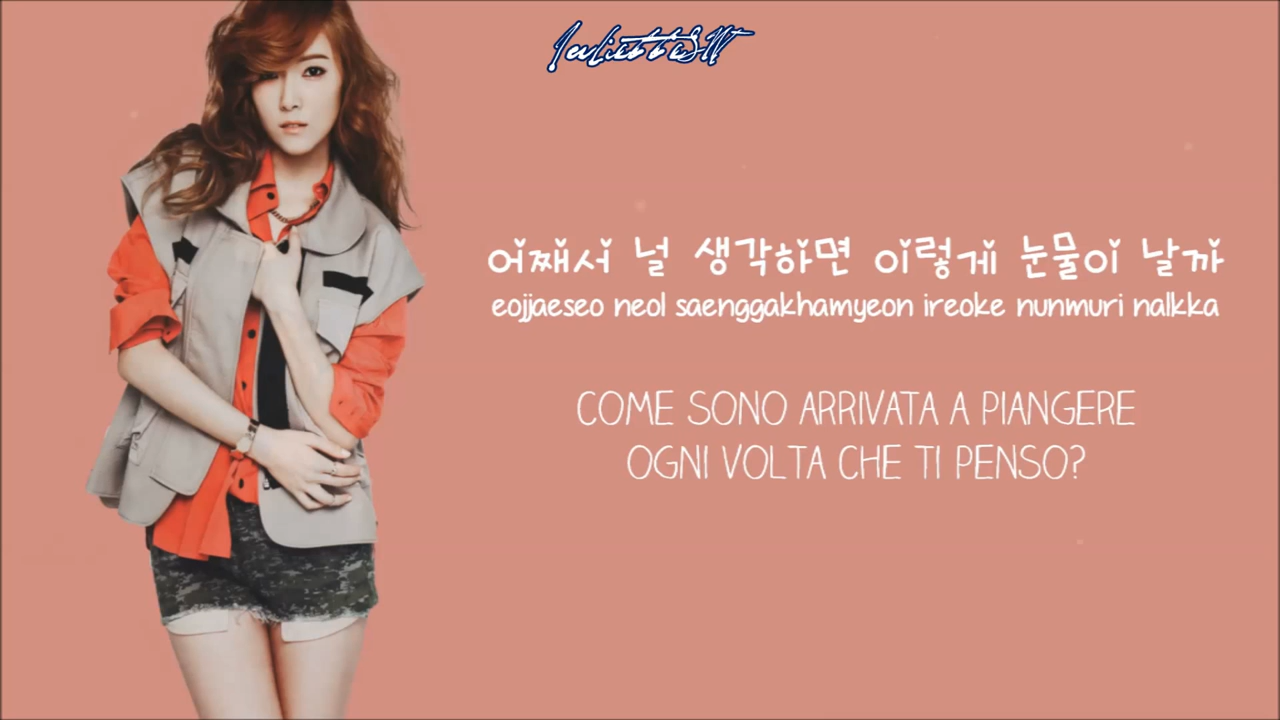 어째서 널 생각하면 이렇게 눈물이 날까
eojjaeseo neol saenggakhamyeon ireoke nunmuri nalkka
COME SONO ARRIVATA A PIANGERE
OGNI VOLTA CHE TI PENSO?